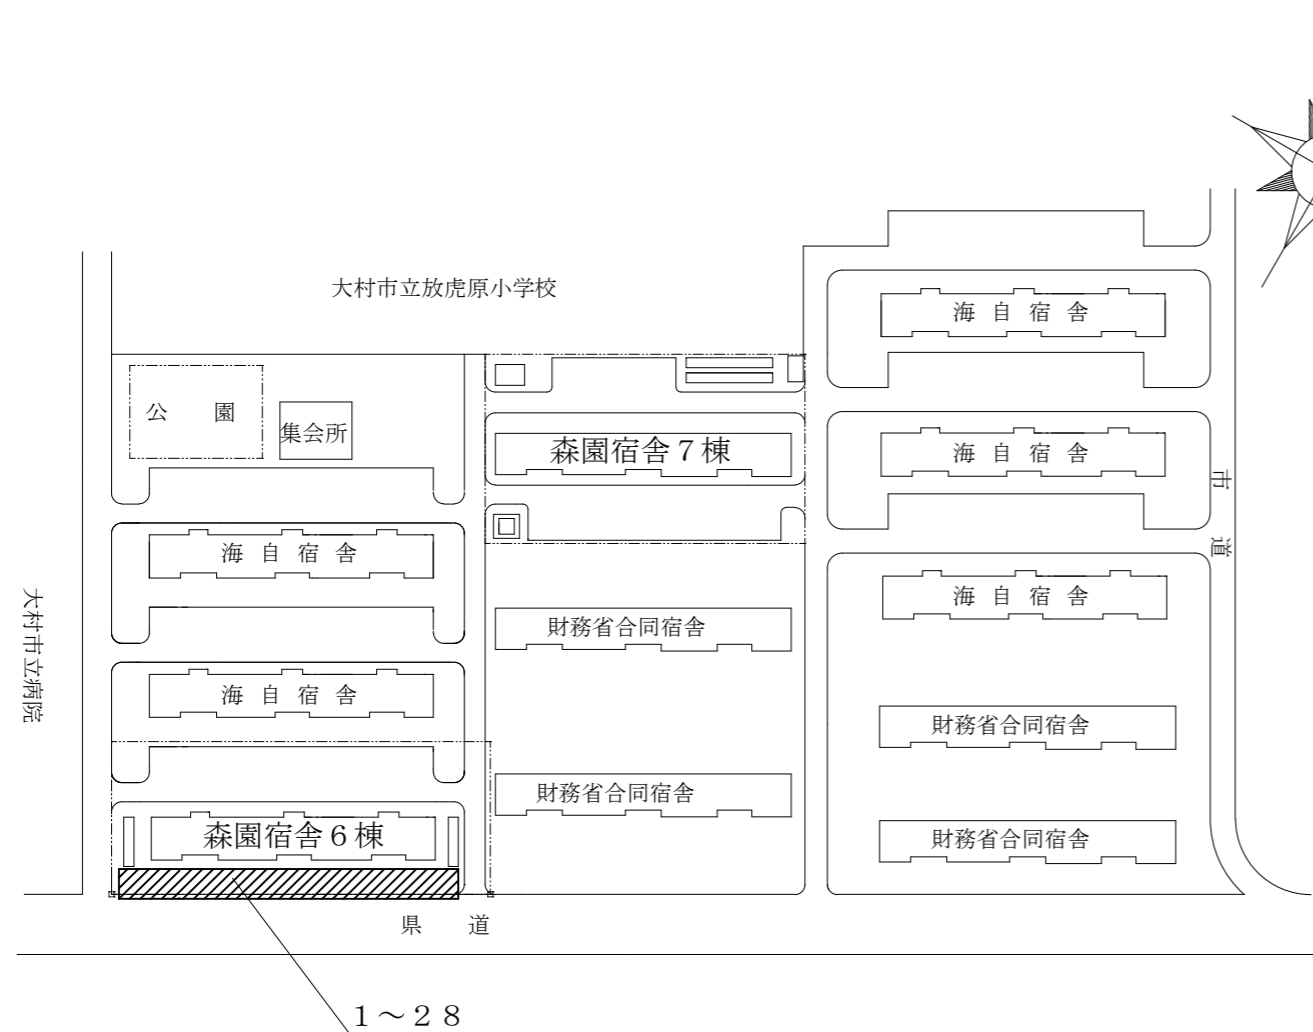 大村市立放虎原小学校
海自宿舎
公園
集会所
森園宿舎７棟
海自宿舎
市道
海自宿舎
大村市立病院
財務省合同宿舎
海自宿舎
海自宿舎
財務省合同宿舎
財務省合同宿舎
森園宿舎６棟
財務省合同宿舎
県道
１～２８